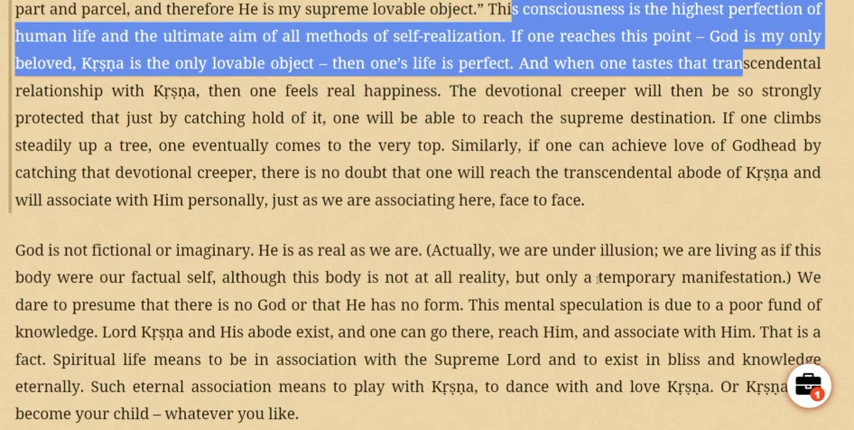 part and parcel, and therefore He is my supreme lovable object.” This consciousness is the highest perfection of
human life and the ultimate aim of all methods of self-realization. If one reaches this point – God is my only
beloved, Kṛṣṇa is the only lovable object – then one’s life is perfect. And when one tastes that transcendental
relationship with Kṛṣṇa, then one feels real happiness. The devotional creeper will then be so strongly
protected that just by catching hold of it, one will be able to reach the supreme destination. If one climbs
steadily up a tree, one eventually comes to the very top. Similarly, if one can achieve love of Godhead by
catching that devotional creeper, there is no doubt that one will reach the transcendental abode of Kṛṣṇa and
will associate with Him personally, just as we are associating here, face to face.
God is not fictional or imaginary. He is as real as we are. (Actually, we are under illusion; we are living as if this
body were our factual self, although this body is not at all reality, but only a temporary manifestation.) We
dare to presume that there is no God or that He has no form. This mental speculation is due to a poor fund of
knowledge. Lord Kṛṣṇa and His abode exist, and one can go there, reach Him, and associate with Him. That is a
fact. Spiritual life means to be in association with the Supreme Lord and to exist in bliss and knowledge
eternally. Such eternal association means to play with Kṛṣṇa, to dance with and love Kṛṣṇa. Or Kṛṣṇa
become your child – whatever you like.
1